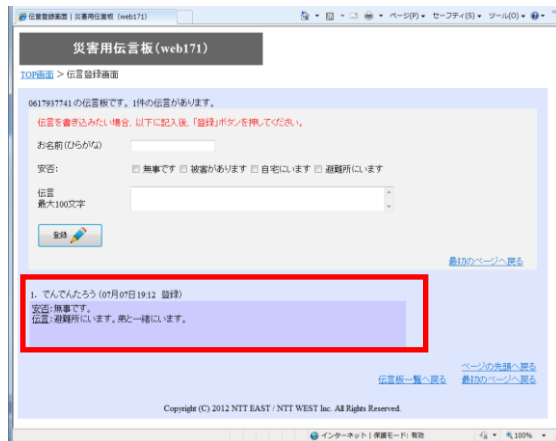 伝言登録画面 | 災害用伝言板 (web171)
ページ(P) セーフティ(S) ツール(O)
災害用伝言板(web171)
TOP画面 > 伝言登録画面
0617937741の伝言板です。1件の伝言があります。
伝言を書き込みたい場合、以下に記入後、「登録」ボタンを押してください。
お名前(ひらがな)
安否: 無事です 被害があります 自宅にいます 避難所にいます
伝言
最大100文字
登録
最初のページへ戻る
1. でんでんたろう (07月07日19:12 登録)
安否:無事です。
伝言:避難所にいます。弟と一緒にいます。
ページの先頭へ戻る
伝言板一覧へ戻る 最初のページへ戻る
Copyright (C) 2012 NTT EAST / NTT WEST Inc. All Rights Reserved.
インターネット | 保護モード: 有効 100%